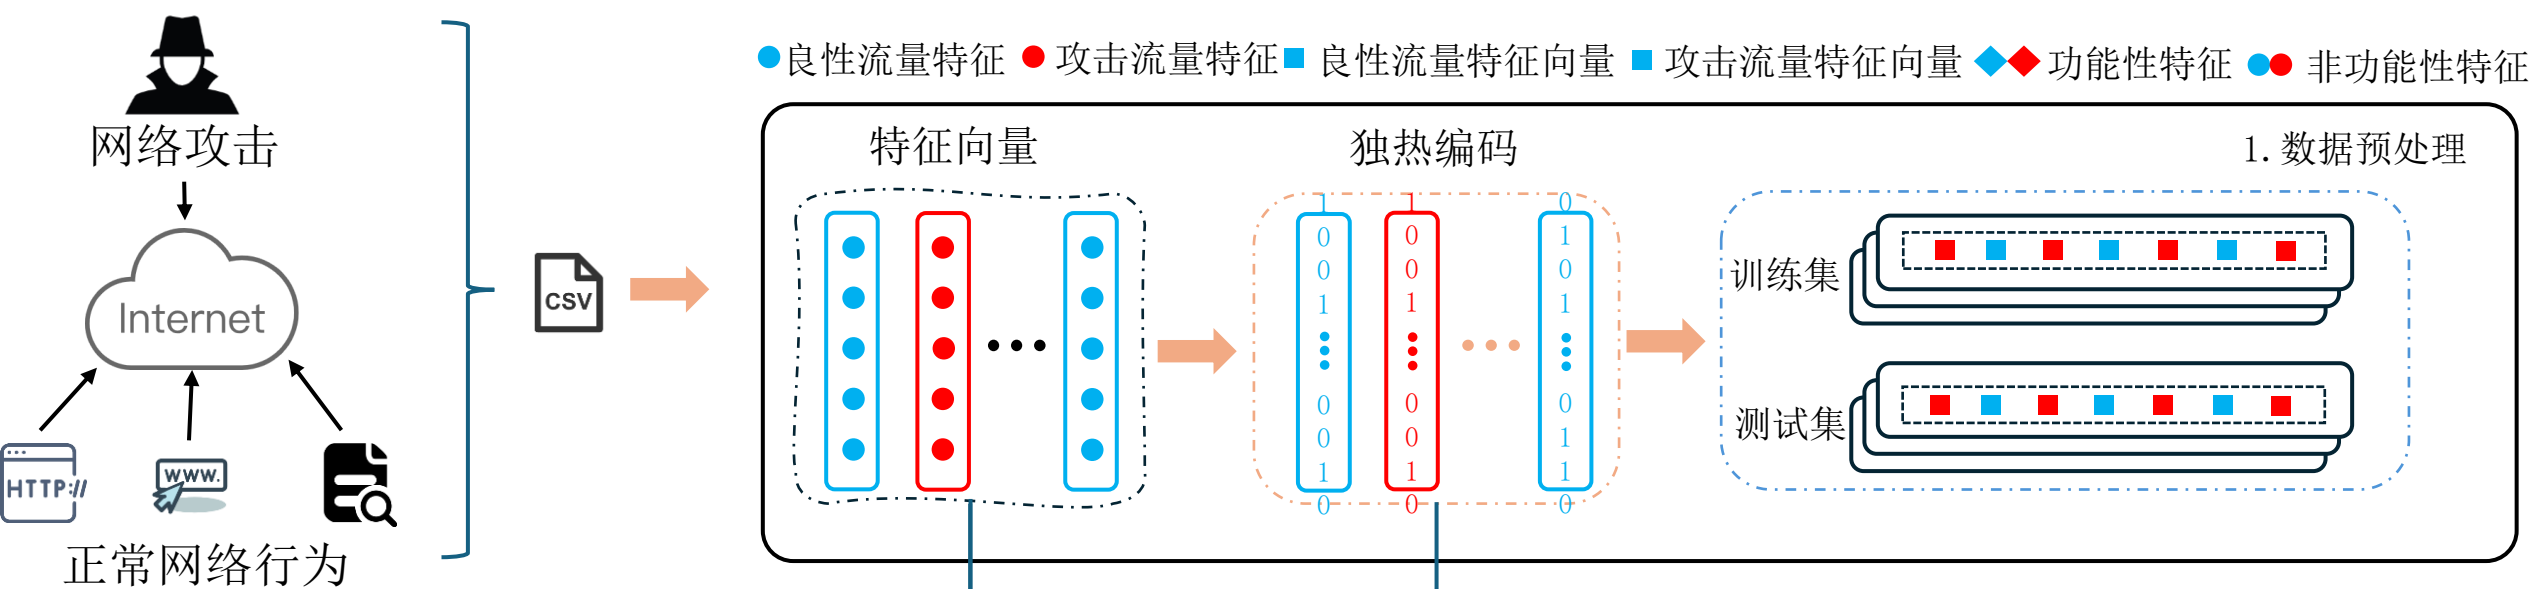 良性流量特征 攻击流量特征 良性流量特征向量 攻击流量特征向量 功能性特征 非功能性特征
网络攻击
Internet
HTTP://
WWW.
正常网络行为
CSV
特征向量
独热编码
1.数据预处理
1 1 0
0 0 1
0 0 0
1 1 1
0 0 0
0 0 1
1 1 1
0 0 0
训练集
测试集